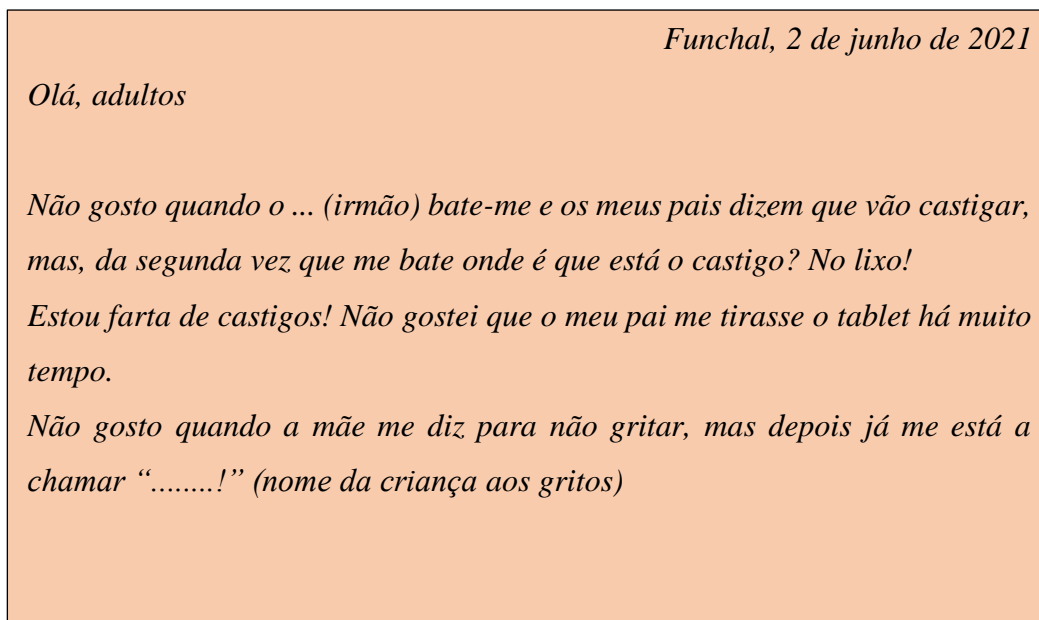 Funchal, 2 de junho de 2021
Olá, adultos
Não gosto quando o ... (irmão) bate-me e os meus pais dizem que vão castigar,
mas, da segunda vez que me bate onde é que está o castigo? No lixo!
Estou farta de castigos! Não gostei que o meu pai me tirasse o tablet há muito
tempo.
Não gosto quando a mãe me diz para não gritar, mas depois já me está a
chamar “........!” (nome da criança aos gritos)